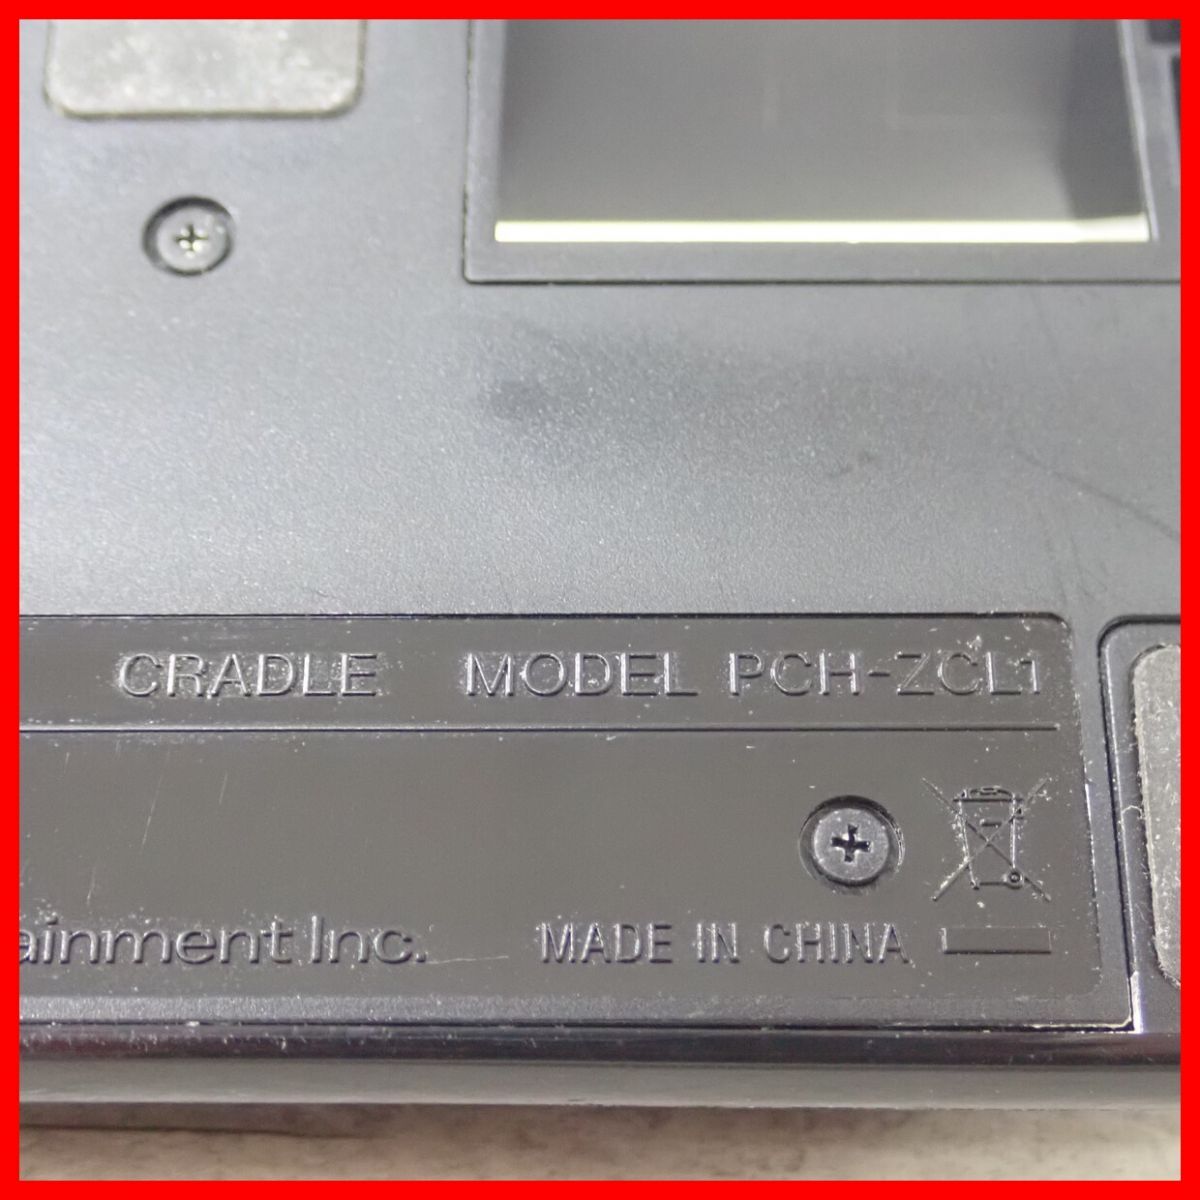 CRADLE MODEL PCH-ZCL1
ainment Inc. MADE IN CHINA